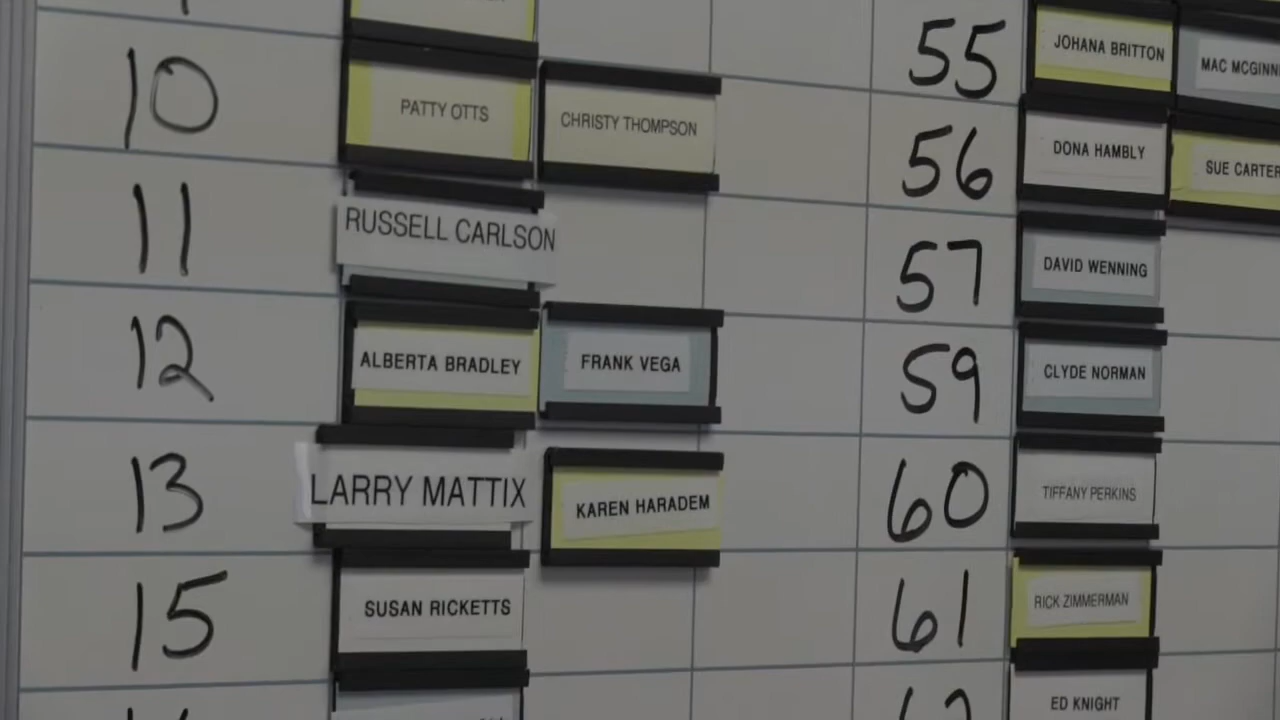 10 PATTY OTTS CHRISTY THOMPSON
11 RUSSELL CARLSON
12 ALBERTA BRADLEY FRANK VEGA
13 LARRY MATTIX KAREN HARADEM
15 SUSAN RICKETTS
55 JOHANA BRITTON MAC
56 DONA HAMBLY SUE CARTER
57 DAVID WENNING
59 CLYDE NORMAN
60 TIFFANY PERKINS
61 RICK ZIMMERMAN
ED KNIGHT